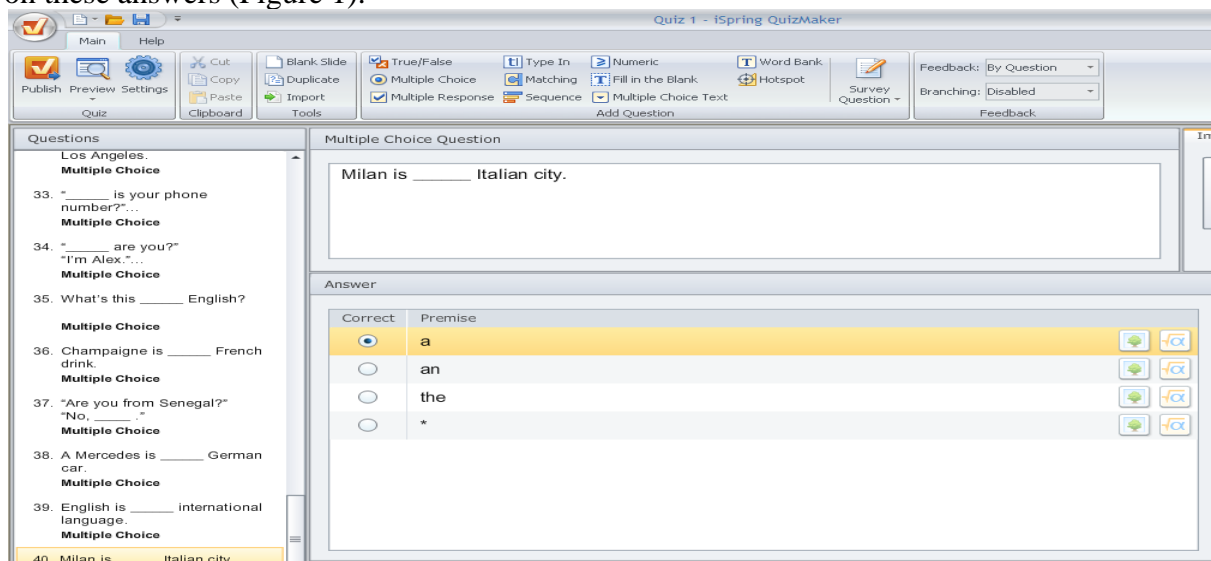 on these answers (Figure 1).
Quiz 1 - iSpring QuizMaker
Main Help
Publish Preview Settings
Quiz
Cut
Copy
Paste
Clipboard
Blank Slide
Duplicate
Import
Tools
True/False Type In Numeric Word Bank
Multiple Choice Matching Fill in the Blank Hotspot
Multiple Response Sequence Multiple Choice Text
Add Question
Survey
Question
Feedback: By Question
Branching: Disabled
Feedback
Questions
Los Angeles.
Multiple Choice
33. "_____ is your phone
number?"...
Multiple Choice
34. "_____ are you?"
"I'm Alex."...
Multiple Choice
35. What's this _____ English?
Multiple Choice
36. Champaigne is _____ French
drink.
Multiple Choice
37. "Are you from Senegal?"
"No, _____ ."
Multiple Choice
38. A Mercedes is _____ German
car.
Multiple Choice
39. English is _____ international
language.
Multiple Choice
40. Milan is _____ Italian city.
Multiple Choice Question
Milan is ______ Italian city.
Answer
Correct Premise
a
an
the
*